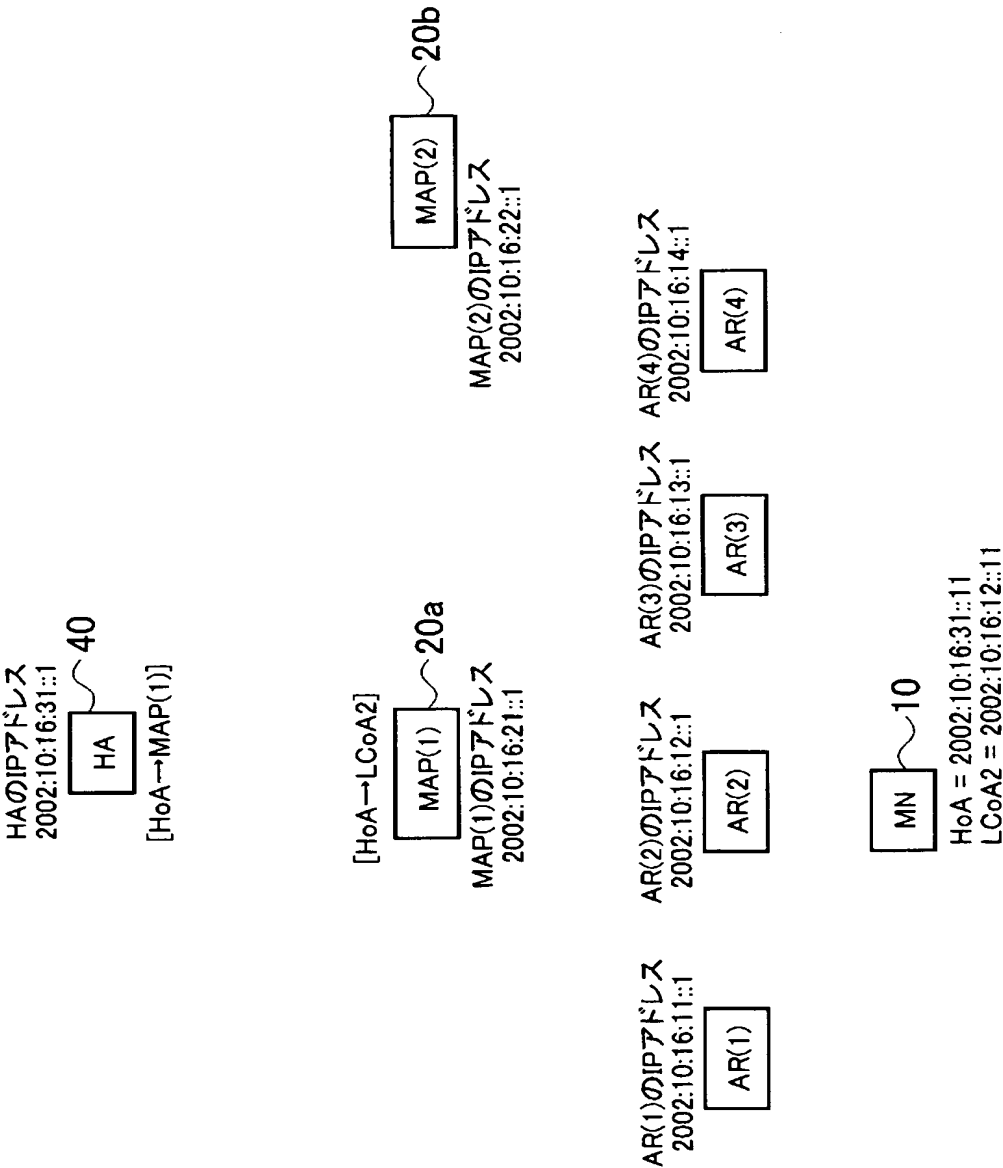 HAのIPアドレス
2002:10:16:31::1
HA
40
[HoA→MAP(1)]
[HoA→LCoA2]
MAP(1)
20a
MAP(1)のIPアドレス
2002:10:16:21::1
MAP(2)
20b
MAP(2)のIPアドレス
2002:10:16:22::1
AR(1)のIPアドレス
2002:10:16:11::1
AR(1)
AR(2)のIPアドレス
2002:10:16:12::1
AR(2)
AR(3)のIPアドレス
2002:10:16:13::1
AR(3)
AR(4)のIPアドレス
2002:10:16:14::1
AR(4)
MN
10
HoA = 2002:10:16:31::11
LCoA2 = 2002:10:16:12::11